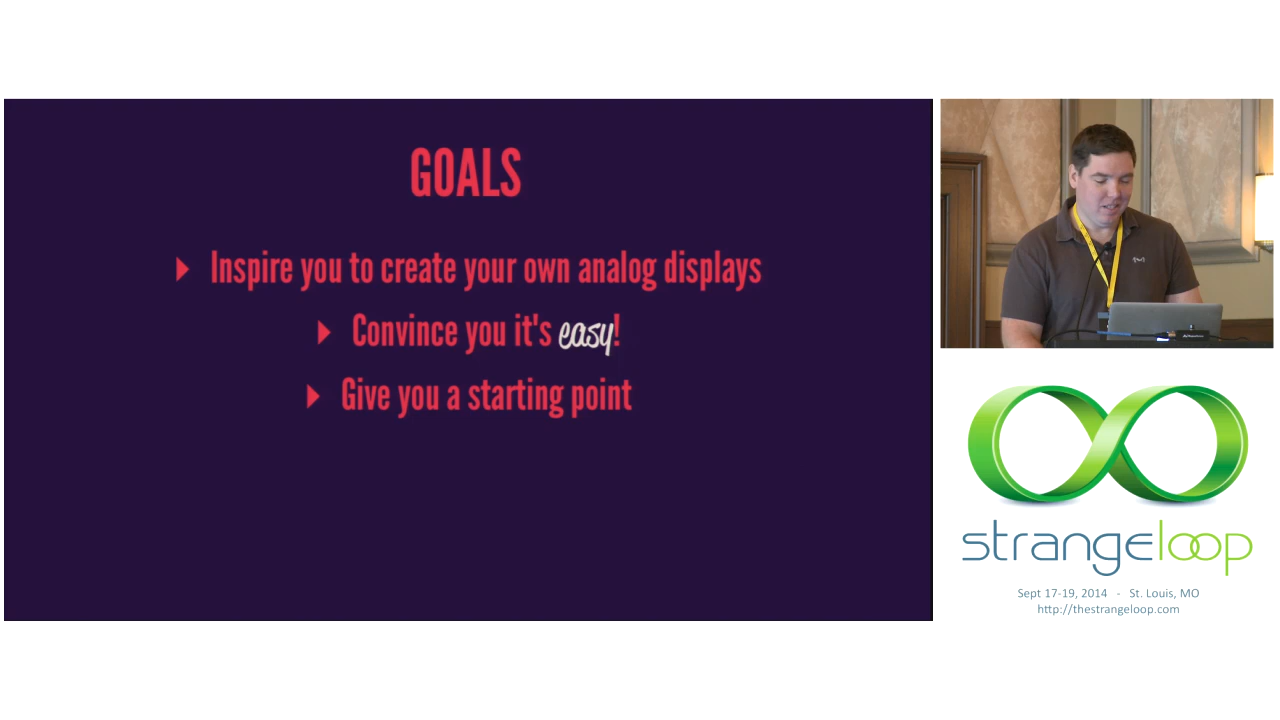 GOALS
Inspire you to create your own analog displays
Convince you it's easy!
Give you a starting point
strangeloop
Sept 17-19, 2014 - St. Louis, MO
http://thestrangeloop.com